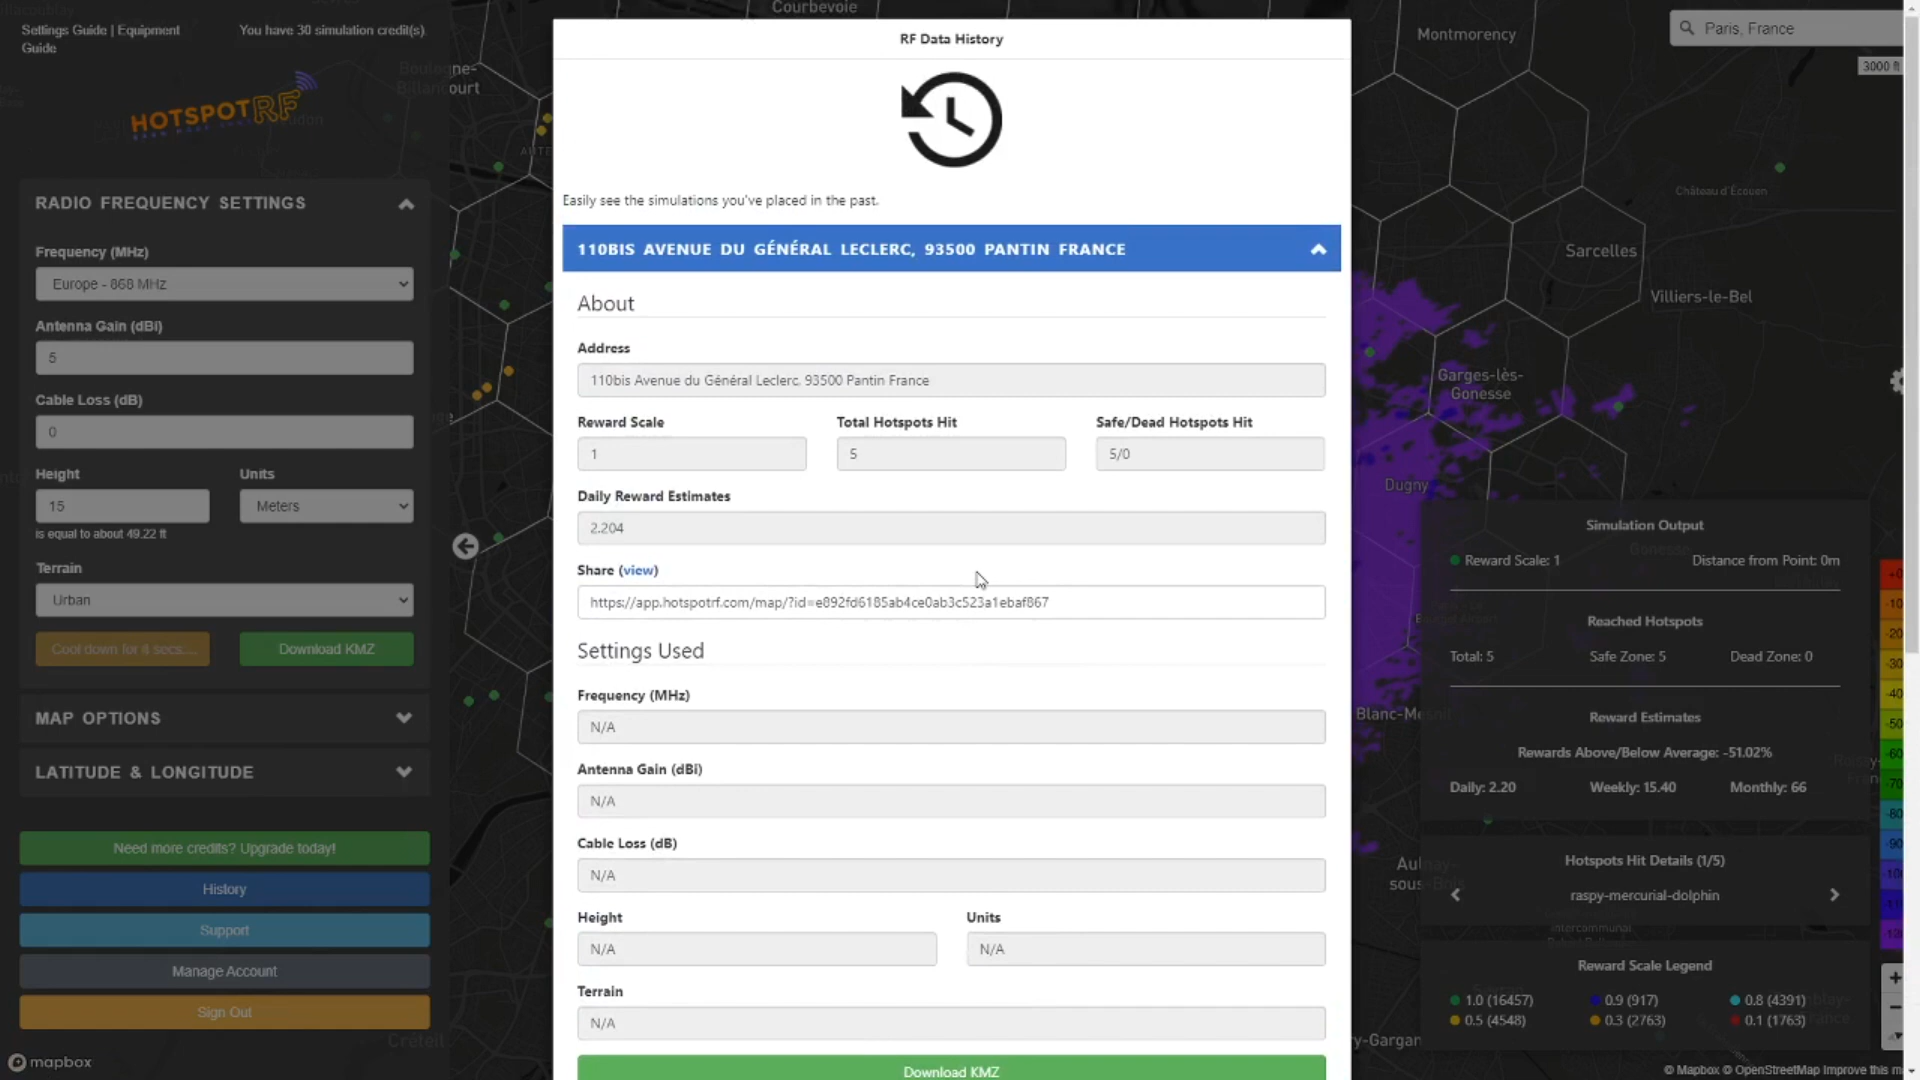 Settings Guide | Equipment
Guide
You have 30 simulation credit(s)
HOTSPOTRF
RADIO FREQUENCY SETTINGS
Frequency (MHz)
Europe - 868 MHz
Antenna Gain (dBi)
5
Cable Loss (dB)
0
Height
Units
15
Meters
is equal to about 49.22 ft
Terrain
Urban
Cool down for 4 secs....
Download KMZ
MAP OPTIONS
LATITUDE & LONGITUDE
Need more credits? Upgrade today!
History
Support
Manage Account
Sign Out
Créteil
mapbox
Courbevoie
RF Data History
Easily see the simulations you've placed in the past.
110BIS AVENUE DU GÉNÉRAL LECLERC, 93500 PANTIN FRANCE
About
Address
110bis Avenue du Général Leclerc, 93500 Pantin France
Reward Scale
Total Hotspots Hit
Safe/Dead Hotspots Hit
1
5
5/0
Daily Reward Estimates
2.204
Share (view)
https://app.hotspotrf.com/map/?id=e892fd6185ab4ce0ab3c523a1ebaf867
Settings Used
Frequency (MHz)
N/A
Antenna Gain (dBi)
N/A
Cable Loss (dB)
N/A
Height
Units
N/A
N/A
Terrain
N/A
Download KMZ
Montmorency
Paris, France
3000 ft
Château d'Écouen
Sarcelles
Villiers-le-Bel
Garges-lès-
Gonesse
Dugny
Simulation Output
Reward Scale: 1
Distance from Point: 0m
Reached Hotspots
Total: 5
Safe Zone: 5
Dead Zone: 0
Reward Estimates
Rewards Above/Below Average: -51.02%
Daily: 2.20
Weekly: 15.40
Monthly: 66
Hotspots Hit Details (1/5)
raspy-mercurial-dolphin
Reward Scale Legend
1.0 (16457)
0.9 (917)
0.8 (4391)
0.5 (4548)
0.3 (2763)
0.1 (1763)
© Mapbox © OpenStreetMap Improve this m